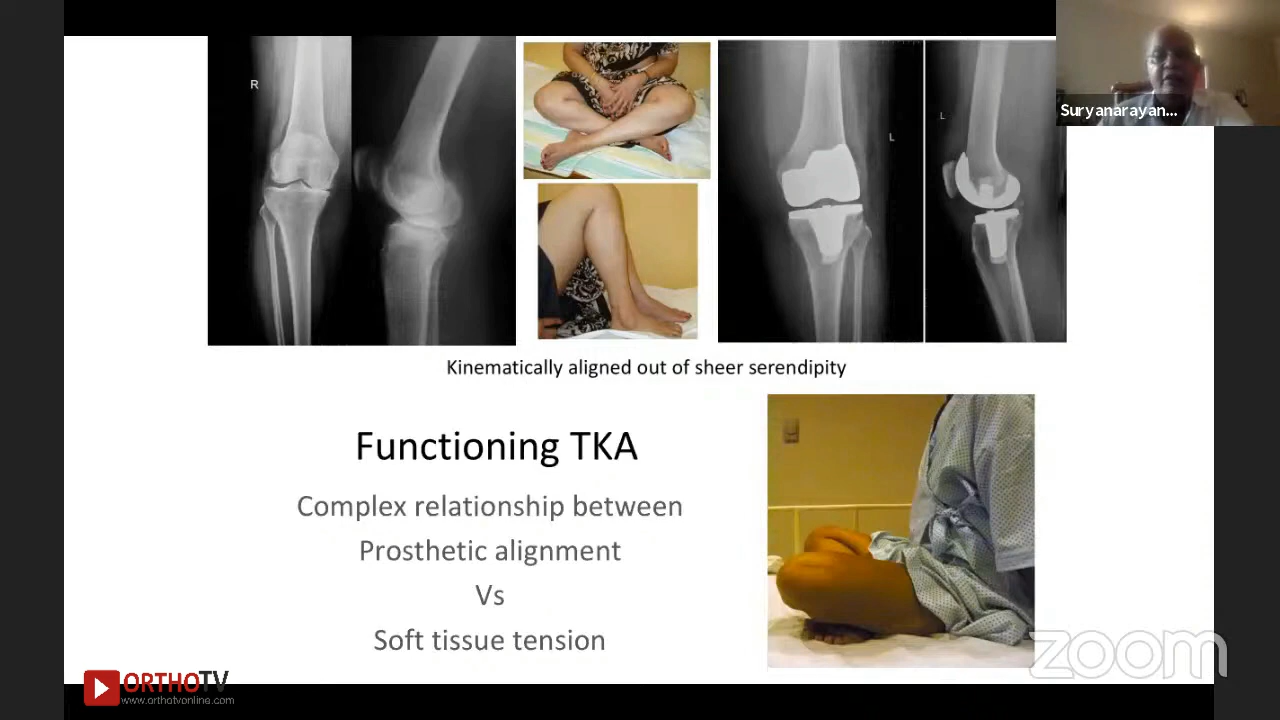 R
L
L
Suryanarayan...
Kinematically aligned out of sheer serendipity
Functioning TKA
Complex relationship between
Prosthetic alignment
Vs
Soft tissue tension
zoom
ORTHOTV
www.orthotvonline.com